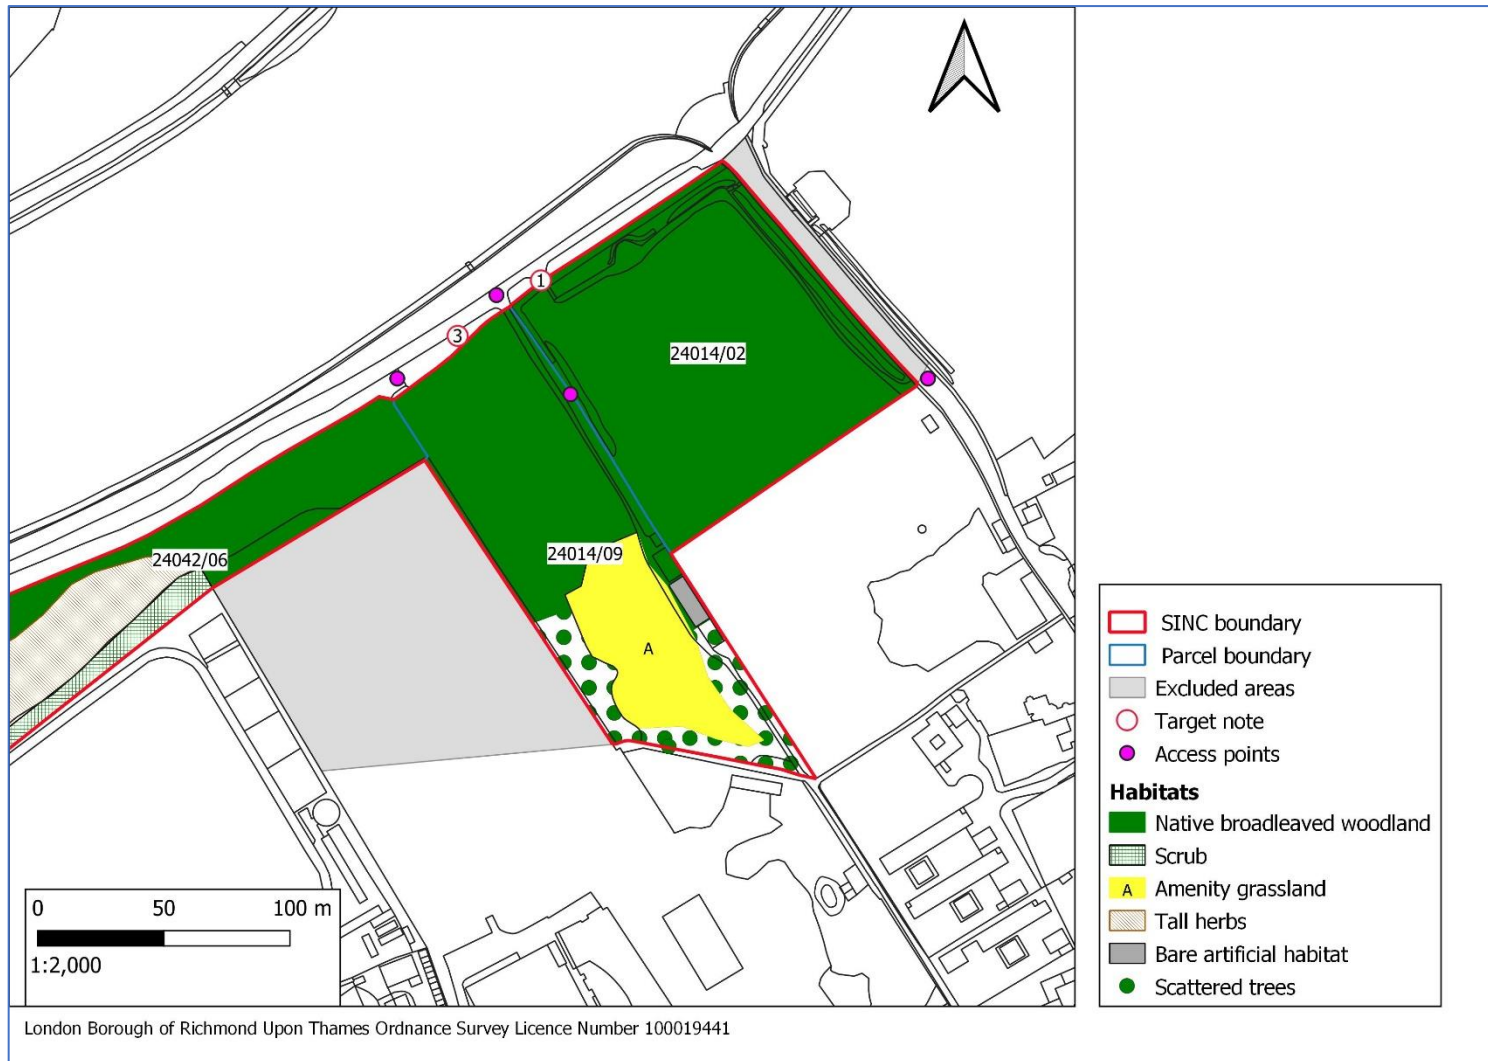 1
3
24014/02
24042/06
24014/09
A
0 50 100 m
1:2,000
SINC boundary
Parcel boundary
Excluded areas
Target note
Access points
Habitats
Native broadleaved woodland
Scrub
A Amenity grassland
Tall herbs
Bare artificial habitat
Scattered trees
London Borough of Richmond Upon Thames Ordnance Survey Licence Number 100019441